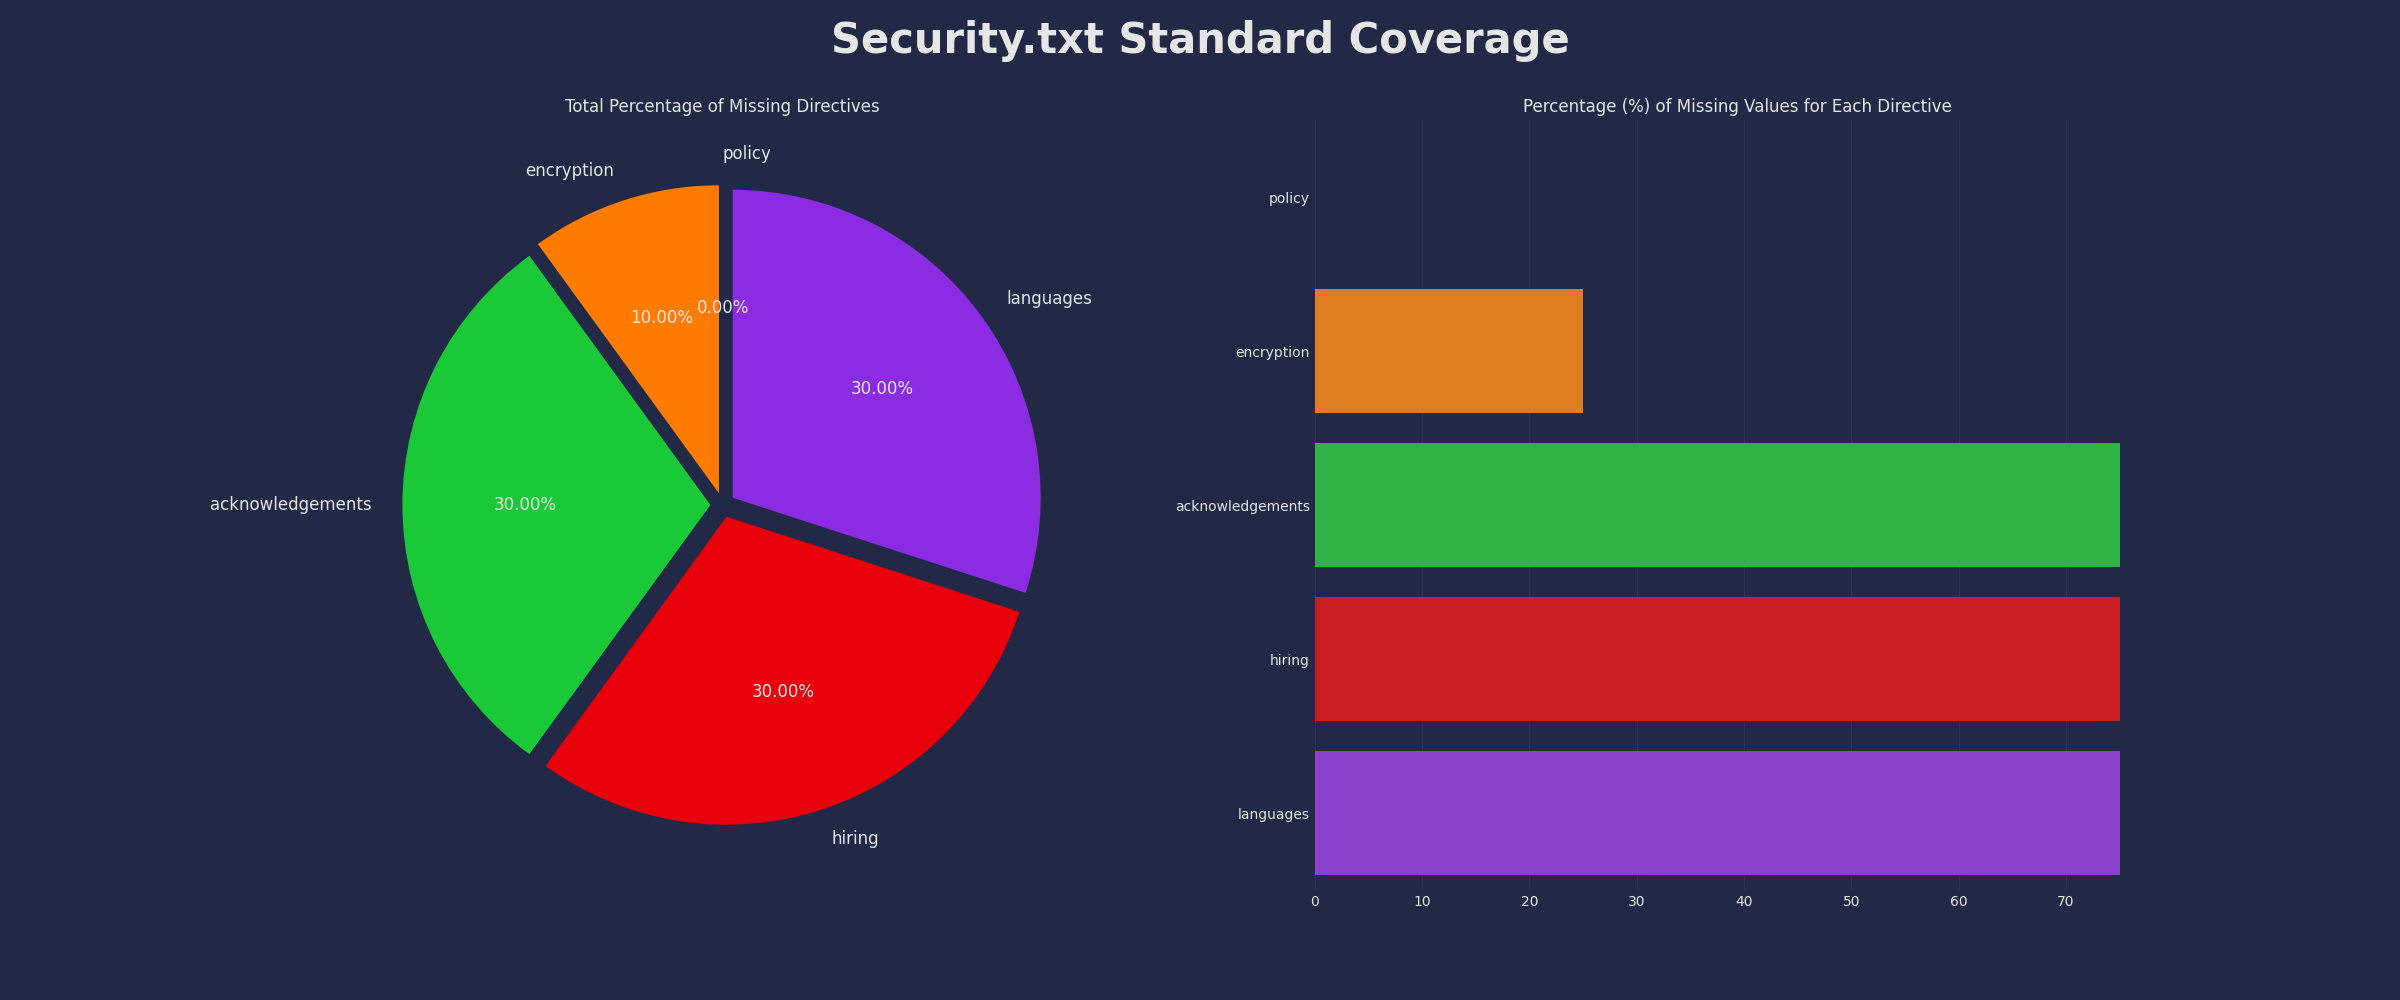 Security.txt Standard Coverage
Total Percentage of Missing Directives
policy
encryption
languages
acknowledgements
hiring
0.00%
10.00%
30.00%
30.00%
30.00%
Percentage (%) of Missing Values for Each Directive
policy
encryption
acknowledgements
hiring
languages
0 10 20 30 40 50 60 70